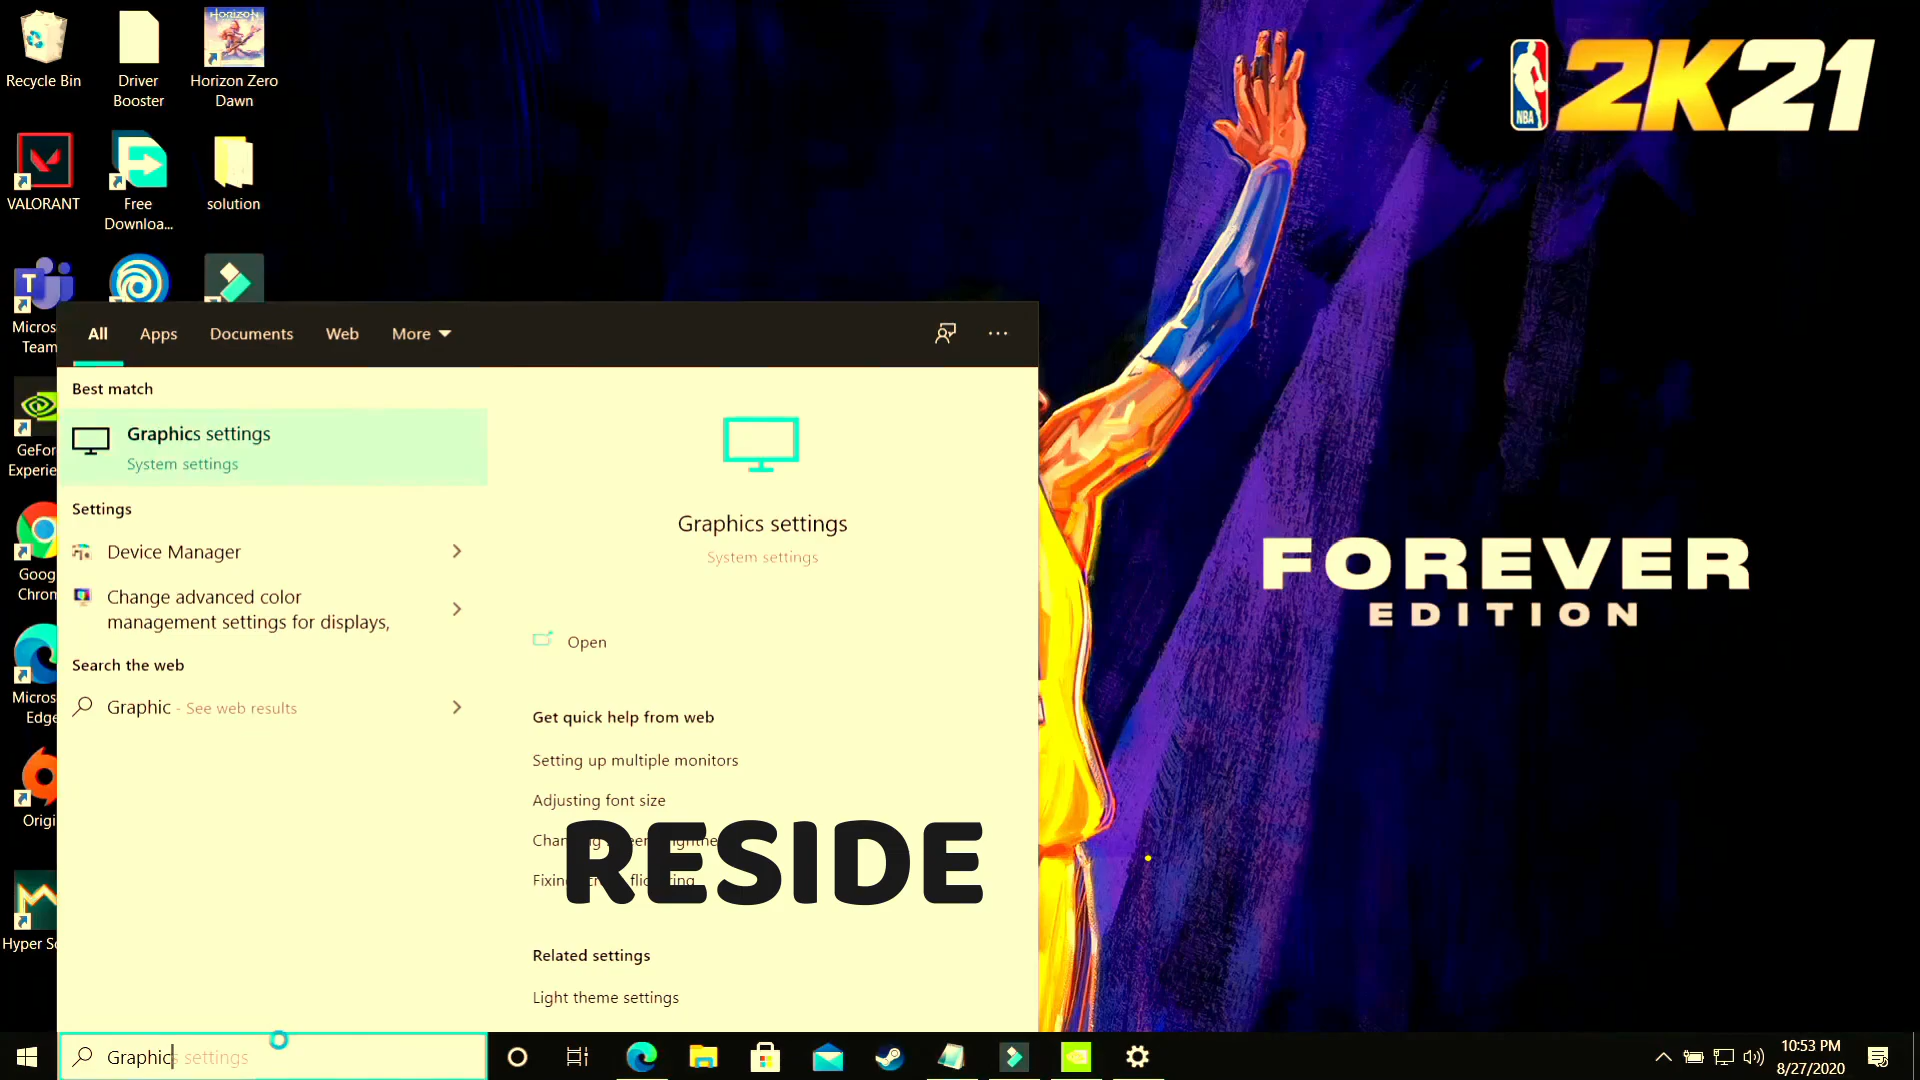 Recycle Bin
Driver
Booster
HORIZON
Horizon Zero
Dawn
VALORANT
Free
Downloa...
solution
T
Micros
Team
GeFor
Experie
Goog
Chrom
Micros
Edge
Origi
Hyper Sc
NBA
2K21
FOREVER
EDITION
All
Apps
Documents
Web
More
Best match
Graphics settings
System settings
Settings
Device Manager
Change advanced color
management settings for displays,
Search the web
Graphic - See web results
Graphics settings
System settings
Open
Get quick help from web
Setting up multiple monitors
Adjusting font size
RESIDE
Related settings
Light theme settings
Graphics settings
10:53 PM
8/27/2020